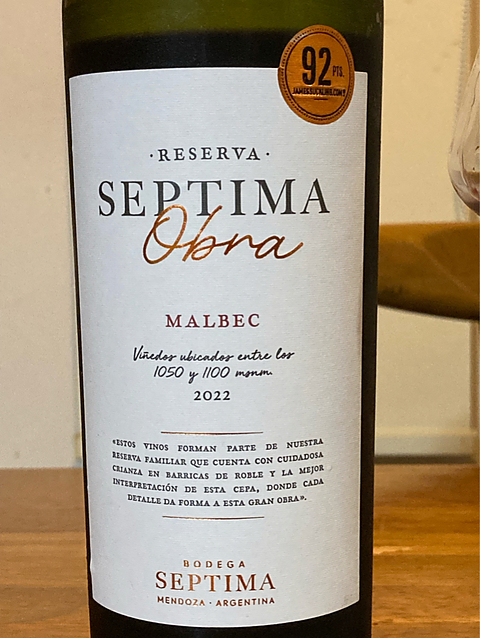 92 PTS.
JAMESSUCKLING.COM
·RESERVA·
SEPTIMA
Obra
MALBEC
Viñedos ubicados entre los
1050 y 1100 msnm.
2022
«ESTOS VINOS FORMAN PARTE DE NUESTRA
RESERVA FAMILIAR QUE CUENTA CON CUIDADOSA
CRIANZA EN BARRICAS DE ROBLE Y LA MEJOR
INTERPRETACIÓN DE ESTA CEPA, DONDE CADA
DETALLE DA FORMA A ESTA GRAN OBRA».
BODEGA
SEPTIMA
MENDOZA · ARGENTINA